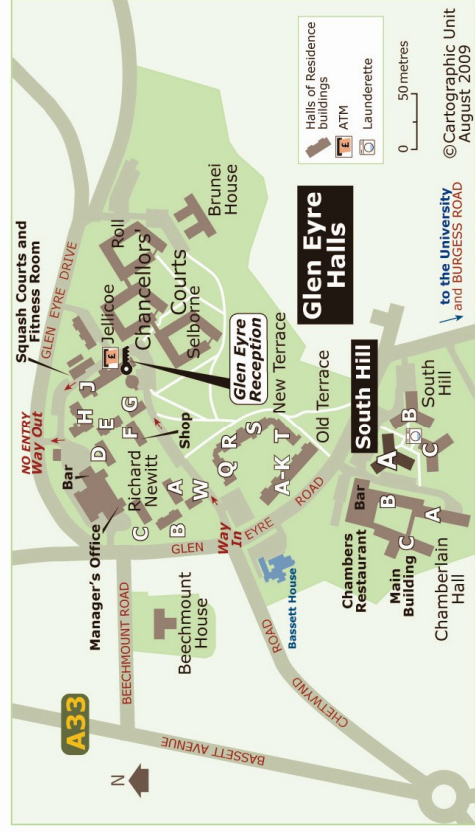 A33
N
BASSETT AVENUE
BEECHMOUNT ROAD
Beechmount
House
Manager's Office
Bar
NO ENTRY
Way Out
Squash Courts and
Fitness Room
GLEN EYRE DRIVE
Richard
Newitt
C
B
A
D
E
H
J
F
G
W
Shop
£
Jellicoe
Roll
Chancellors'
Courts
Selborne
Brunei
House
Glen Eyre
Reception
Way
In
GLEN
EYRE
ROAD
Q
R
S
New Terrace
A-K
T
Old Terrace
Glen Eyre
Halls
Bassett House
CHETWYND
ROAD
South Hill
Chambers
Restaurant
Bar
Main
Building
B
C
A
Chamberlain
Hall
A
B
C
South
Hill
to the University
and BURGESS ROAD
Halls of Residence
buildings
£
ATM
Launderette
0
50 metres
©Cartographic Unit
August 2009